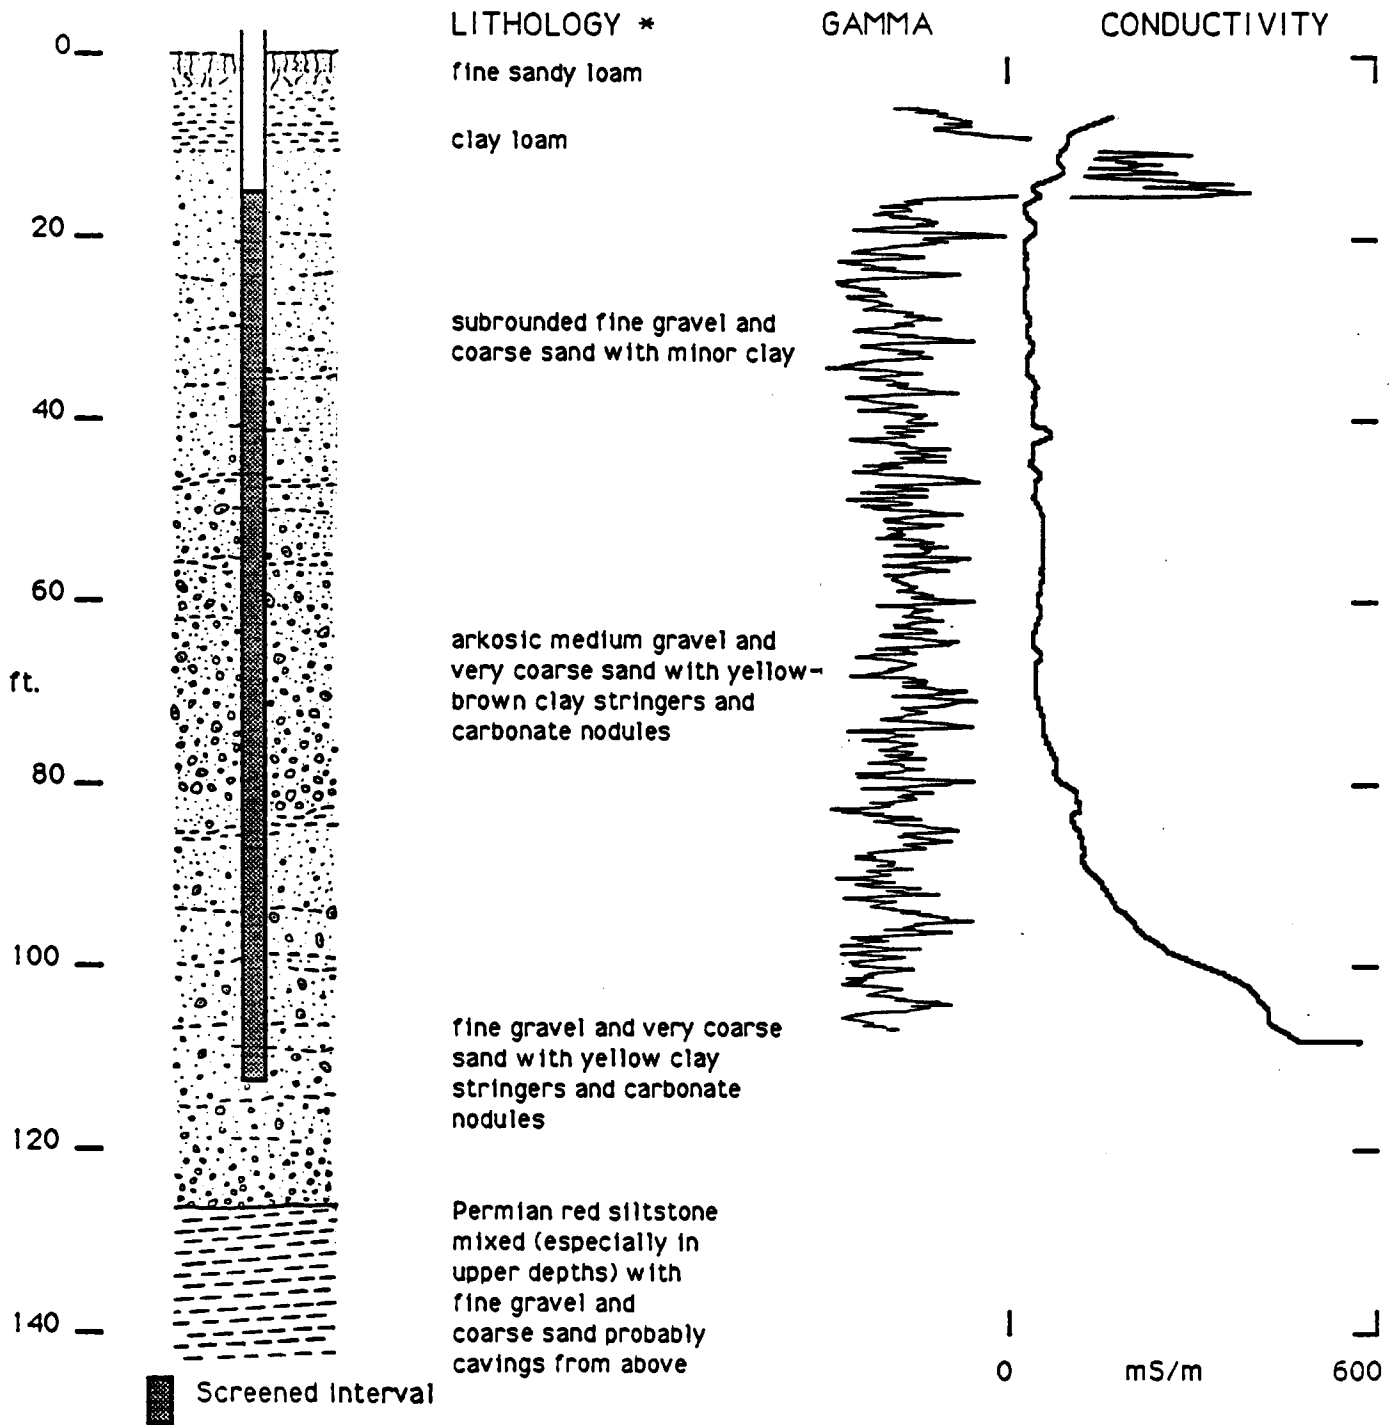 LITHOLOGY * GAMMA CONDUCTIVITY
0
fine sandy loam
clay loam
20
subrounded fine gravel and
coarse sand with minor clay
40
60
arkosic medium gravel and
very coarse sand with yellow-
brown clay stringers and
carbonate nodules
ft.
80
100
fine gravel and very coarse
sand with yellow clay
stringers and carbonate
nodules
120
Permian red siltstone
mixed (especially in
upper depths) with
fine gravel and
coarse sand probably
cavings from above
140
0 mS/m 600
Screened Interval